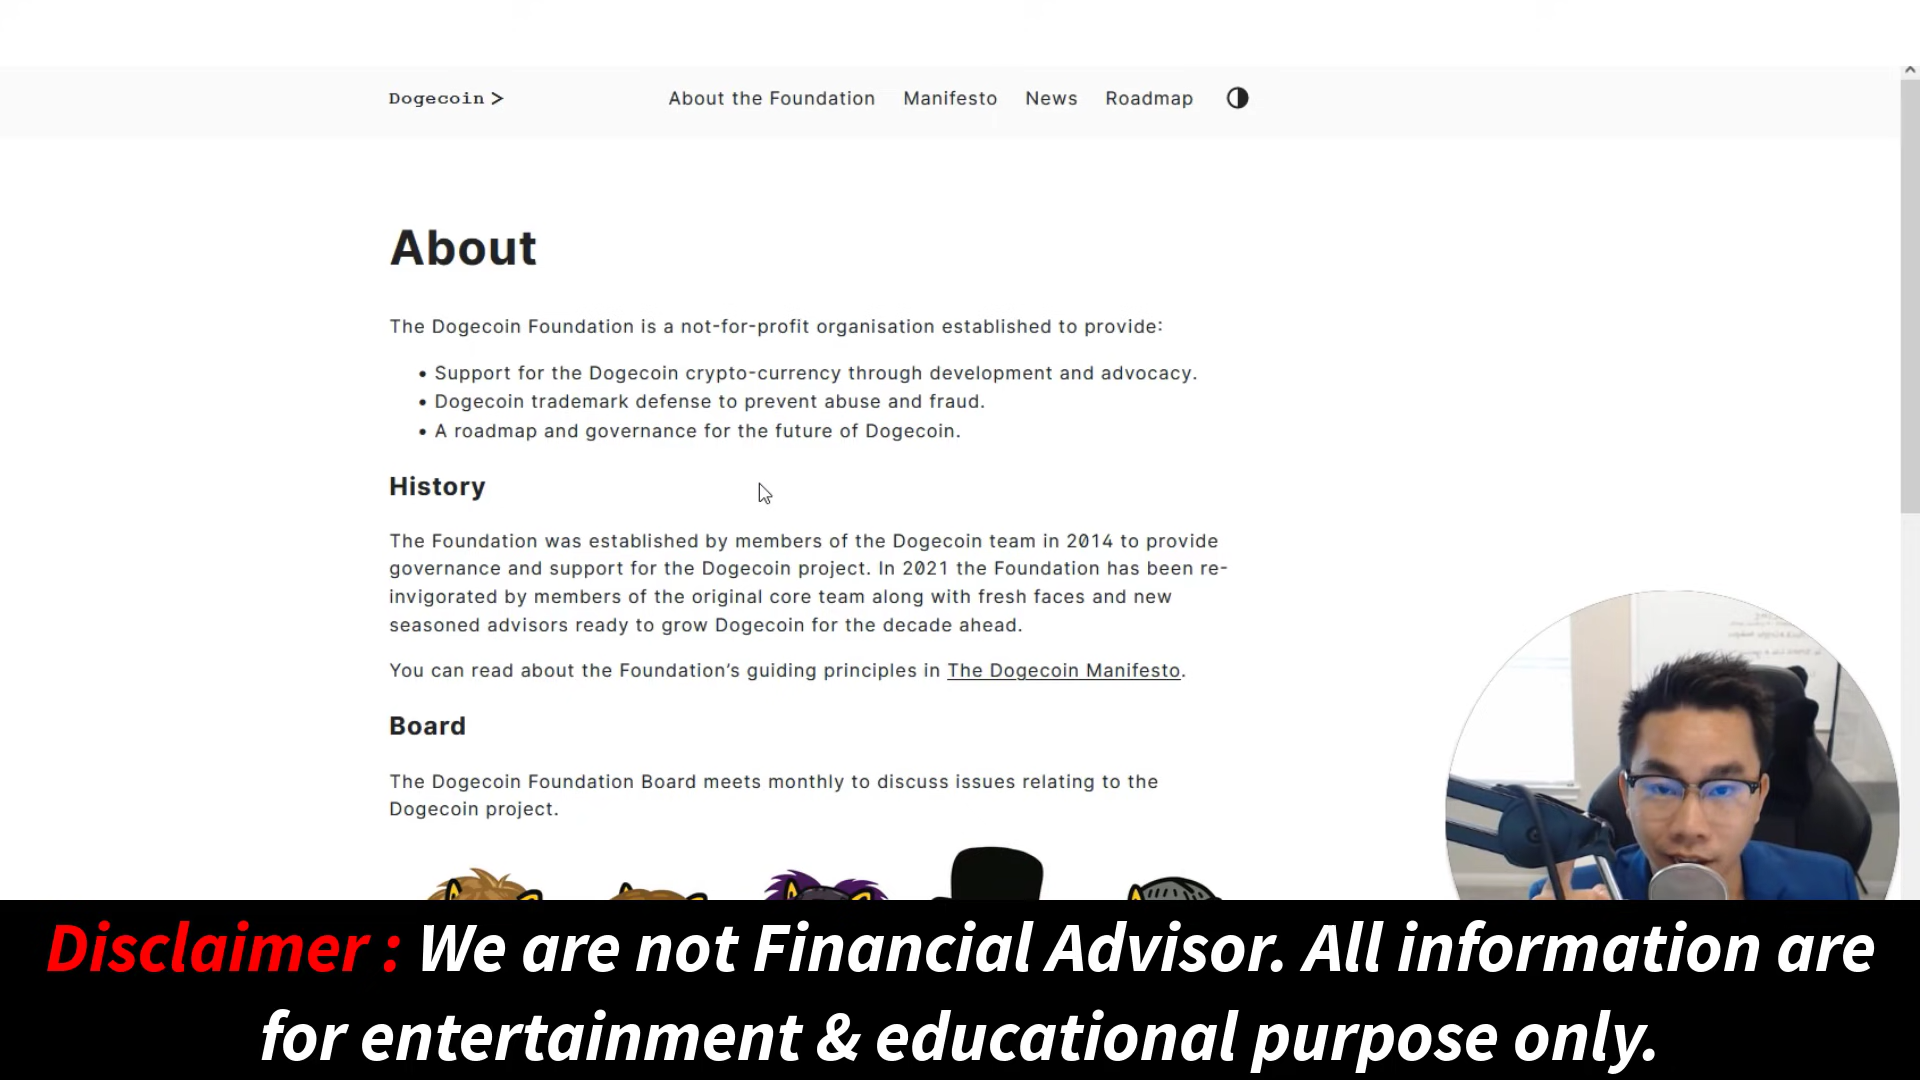 Dogecoin >
About the Foundation Manifesto News Roadmap
About
The Dogecoin Foundation is a not-for-profit organisation established to provide:
• Support for the Dogecoin crypto-currency through development and advocacy.
• Dogecoin trademark defense to prevent abuse and fraud.
• A roadmap and governance for the future of Dogecoin.
History
The Foundation was established by members of the Dogecoin team in 2014 to provide
governance and support for the Dogecoin project. In 2021 the Foundation has been re-
invigorated by members of the original core team along with fresh faces and new
seasoned advisors ready to grow Dogecoin for the decade ahead.
You can read about the Foundation’s guiding principles in The Dogecoin Manifesto.
Board
The Dogecoin Foundation Board meets monthly to discuss issues relating to the
Dogecoin project.
Disclaimer : We are not Financial Advisor. All information are
for entertainment & educational purpose only.